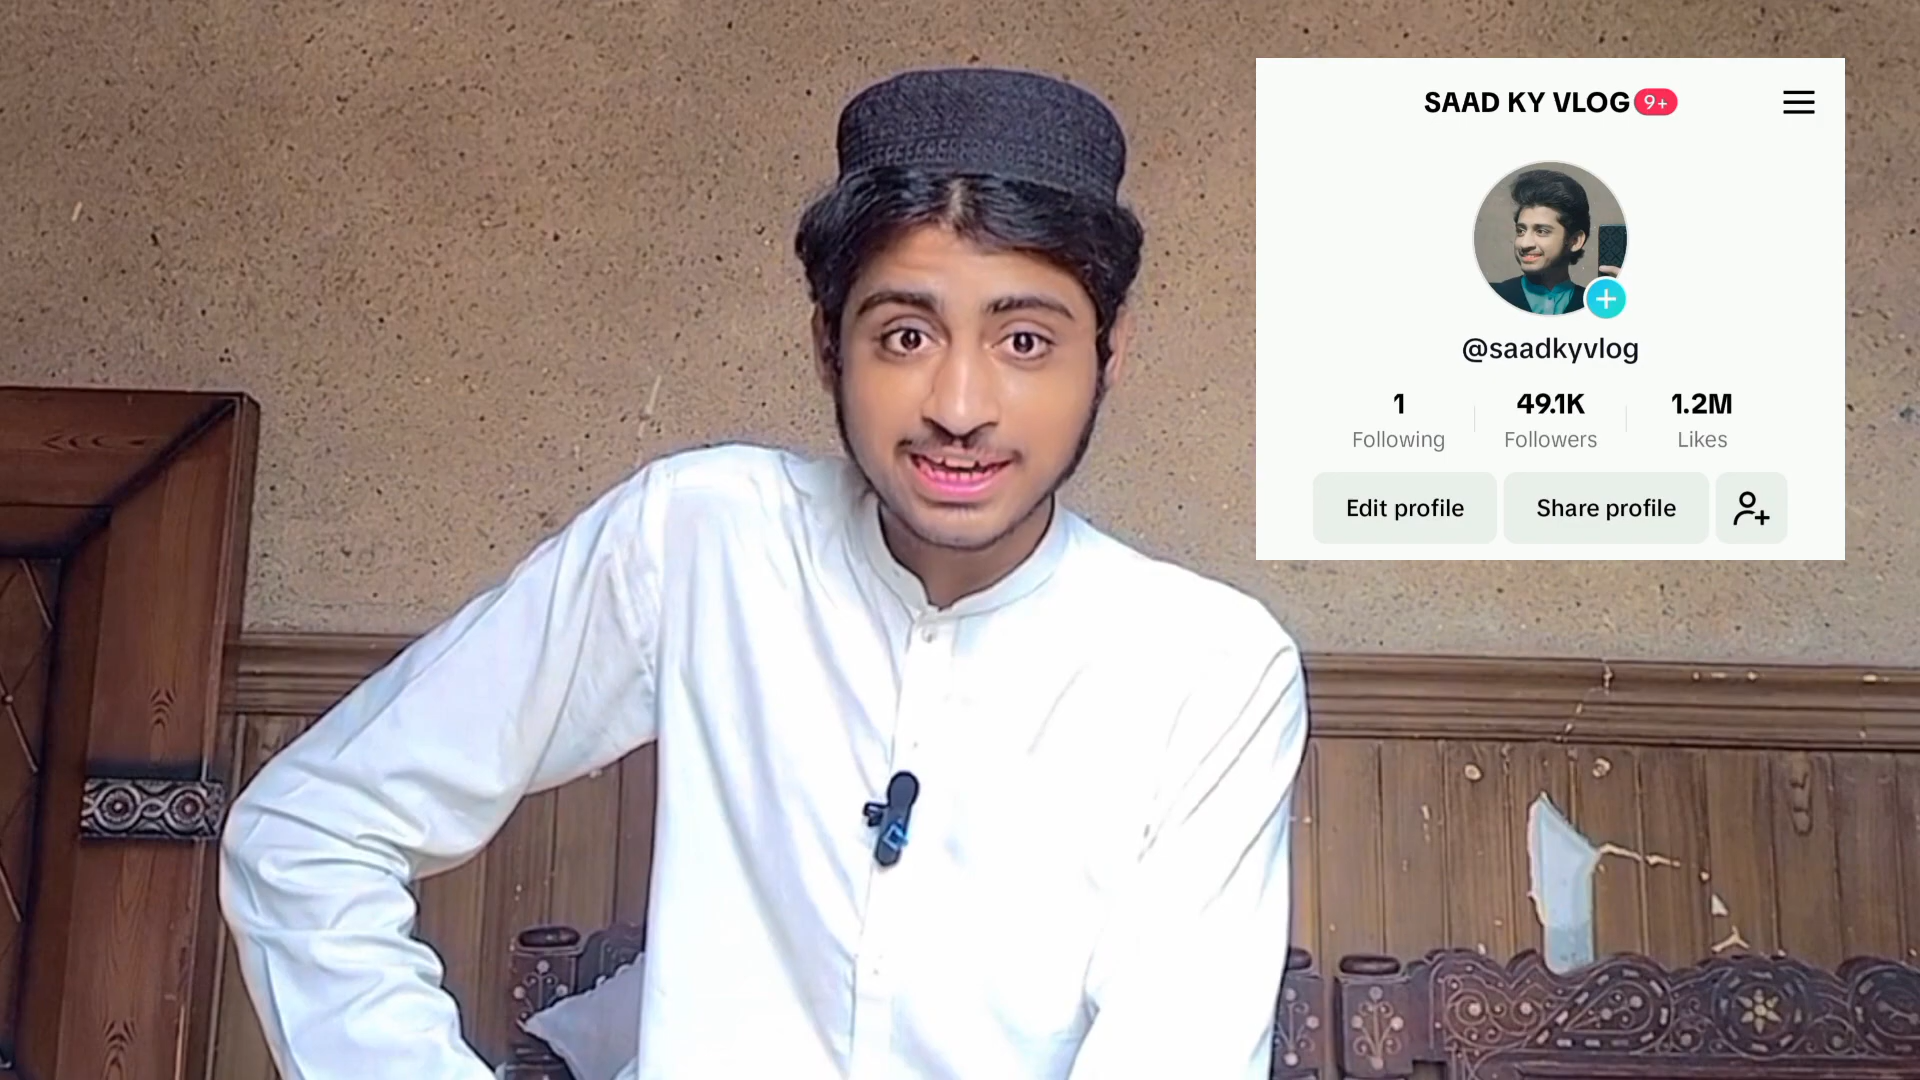 SAAD KY VLOG 9+
@saadkyvlog
1 49.1K 1.2M
Following Followers Likes
Edit profile Share profile